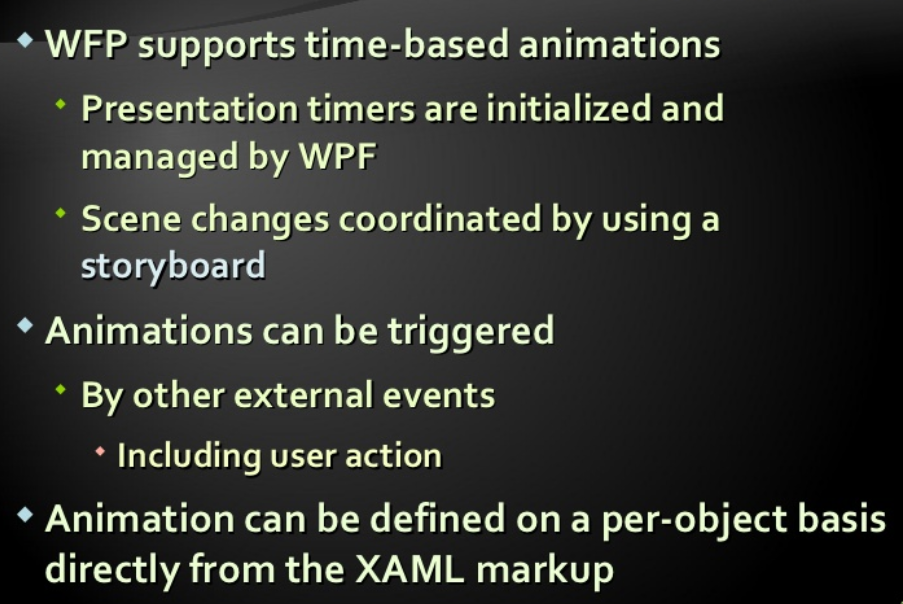 WFP supports time-based animations
Presentation timers are initialized and
managed by WPF
Scene changes coordinated by using a
storyboard
Animations can be triggered
By other external events
Including user action
Animation can be defined on a per-object basis
directly from the XAML markup